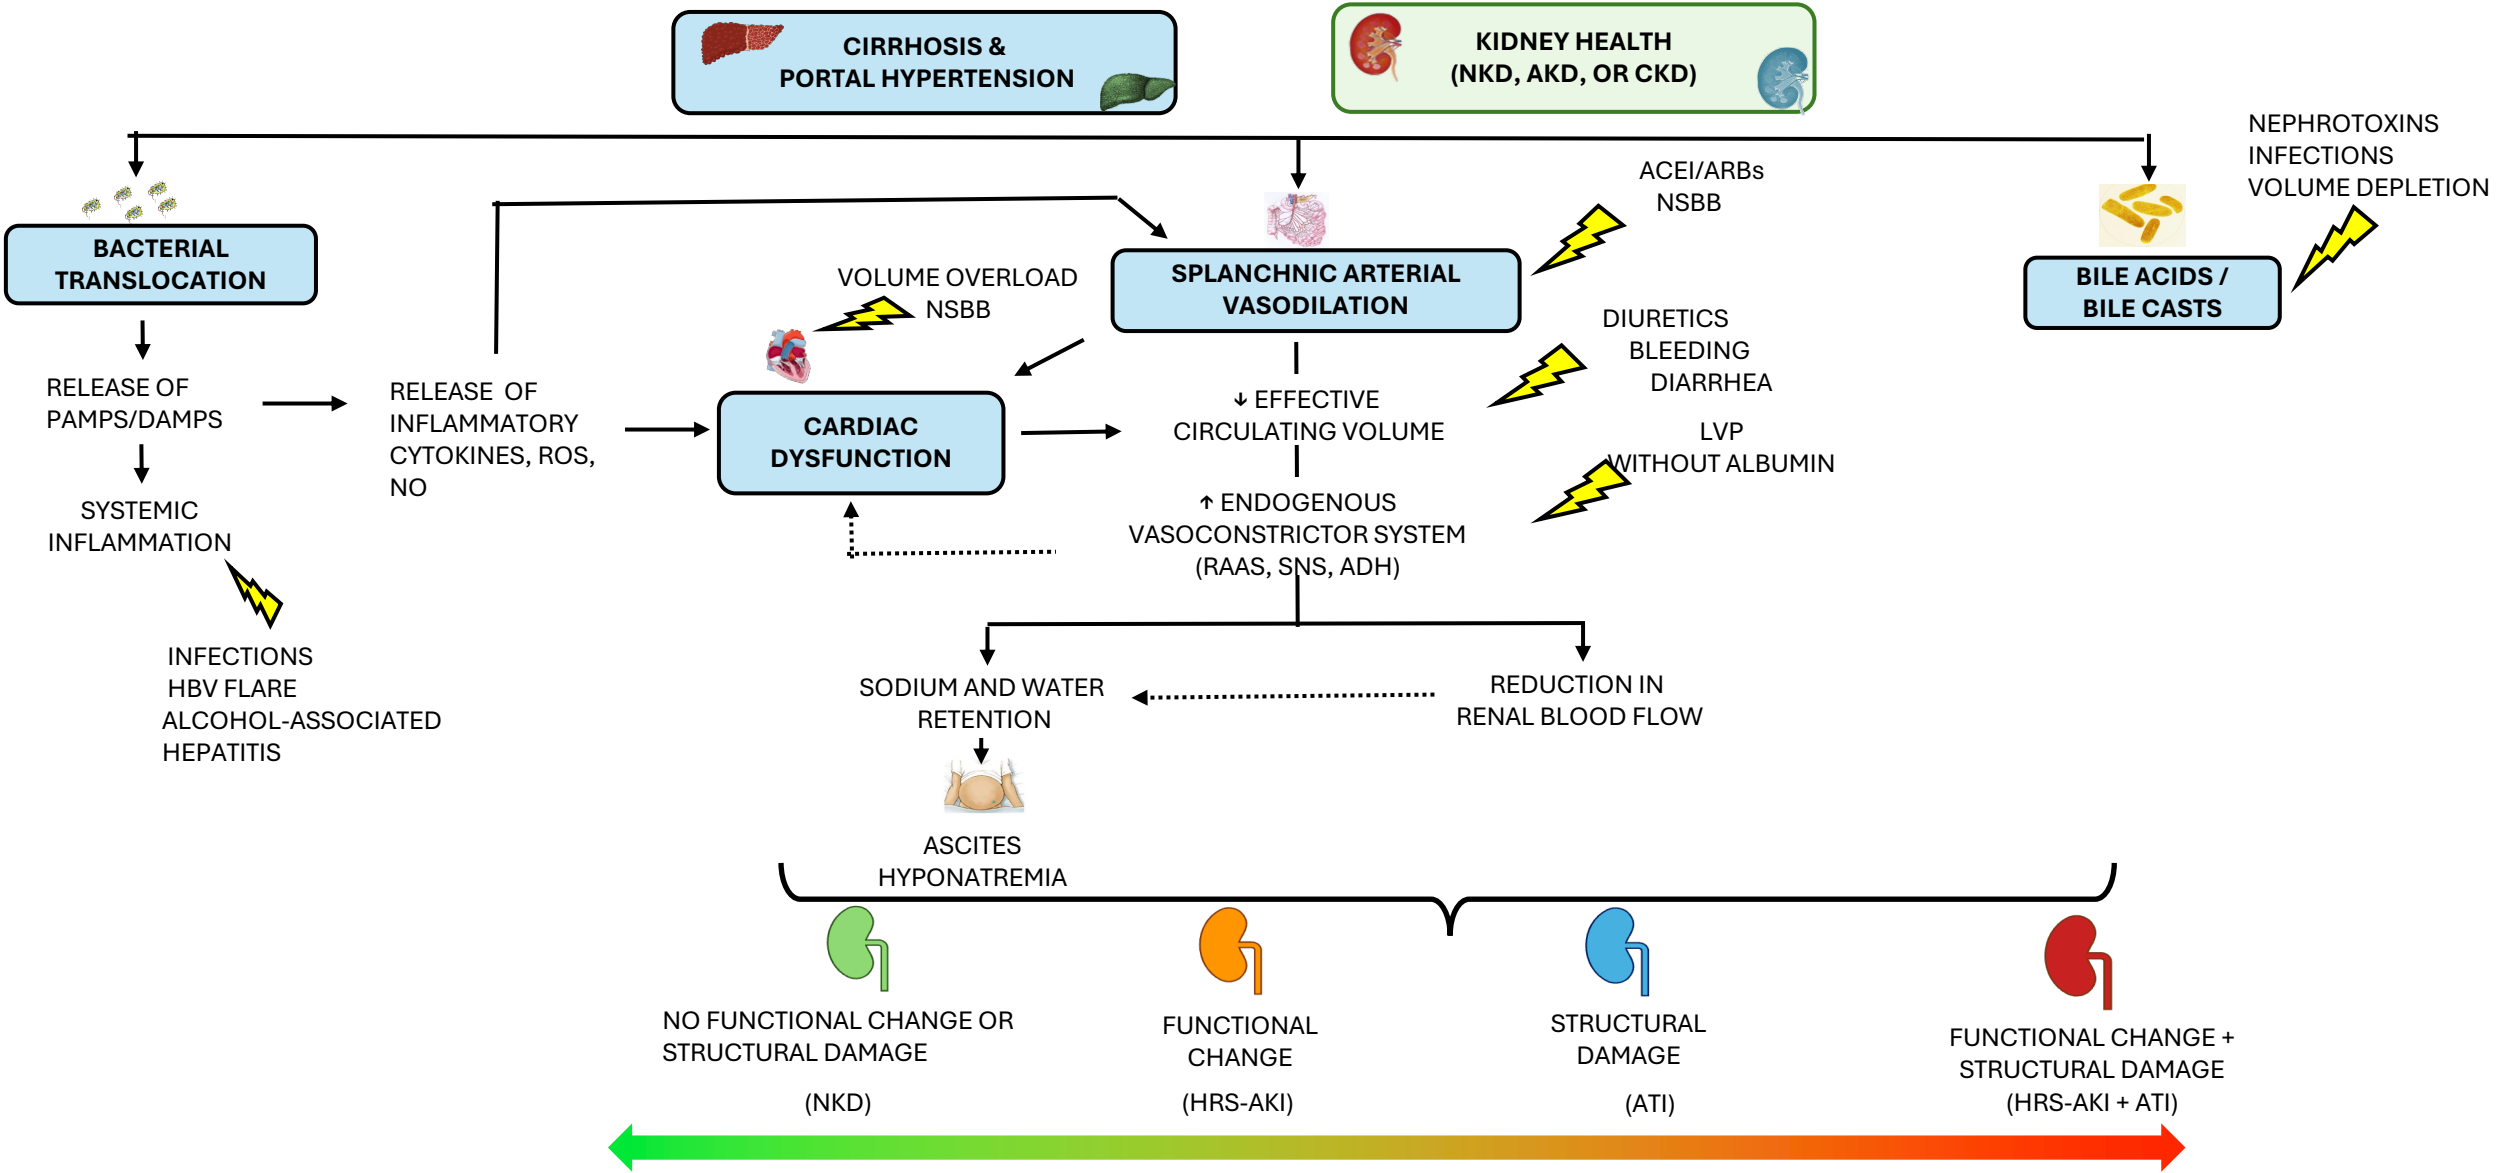 CIRRHOSIS &
PORTAL HYPERTENSION
KIDNEY HEALTH
(NKD, AKD, OR CKD)
NEPHROTOXINS
INFECTIONS
VOLUME DEPLETION
ACEI/ARBs
NSBB
BACTERIAL
TRANSLOCATION
VOLUME OVERLOAD
NSBB
SPLANCHNIC ARTERIAL
VASODILATION
BILE ACIDS /
BILE CASTS
DIURETICS
BLEEDING
DIARRHEA
RELEASE OF
PAMPS/DAMPS
RELEASE OF
INFLAMMATORY
CYTOKINES, ROS,
NO
CARDIAC
DYSFUNCTION
↓ EFFECTIVE
CIRCULATING VOLUME
LVP
WITHOUT ALBUMIN
SYSTEMIC
INFLAMMATION
↑ ENDOGENOUS
VASOCONSTRICTOR SYSTEM
(RAAS, SNS, ADH)
INFECTIONS
HBV FLARE
ALCOHOL-ASSOCIATED
HEPATITIS
SODIUM AND WATER
RETENTION
REDUCTION IN
RENAL BLOOD FLOW
ASCITES
HYPONATREMIA
NO FUNCTIONAL CHANGE OR
STRUCTURAL DAMAGE
(NKD)
FUNCTIONAL
CHANGE
(HRS-AKI)
STRUCTURAL
DAMAGE
(ATI)
FUNCTIONAL CHANGE +
STRUCTURAL DAMAGE
(HRS-AKI + ATI)